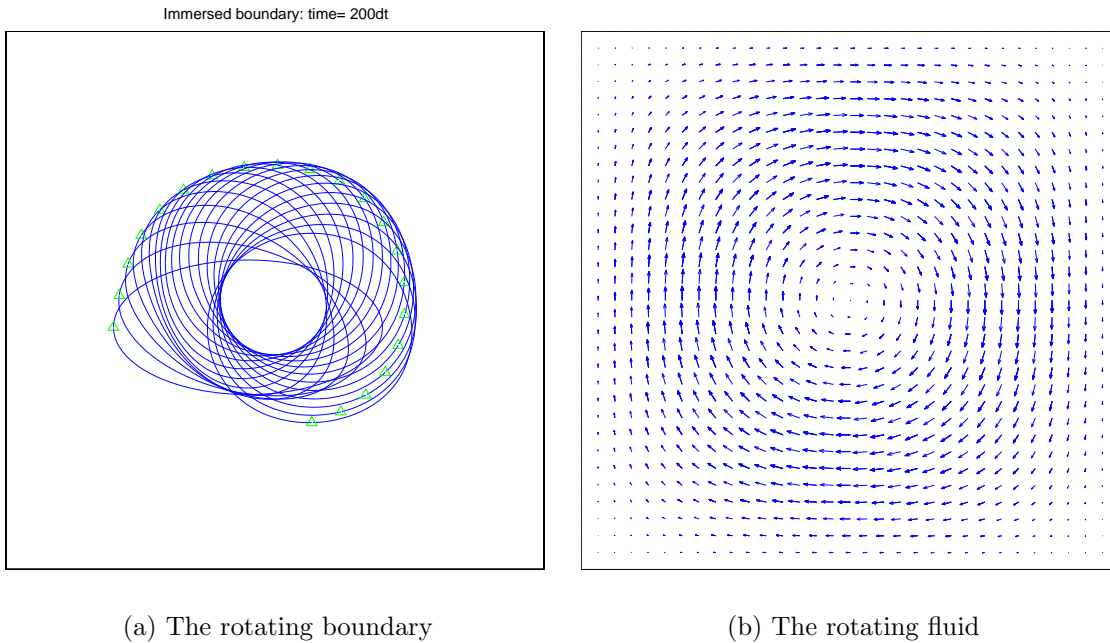 Immersed boundary: time= 200dt
(a) The rotating boundary
(b) The rotating fluid